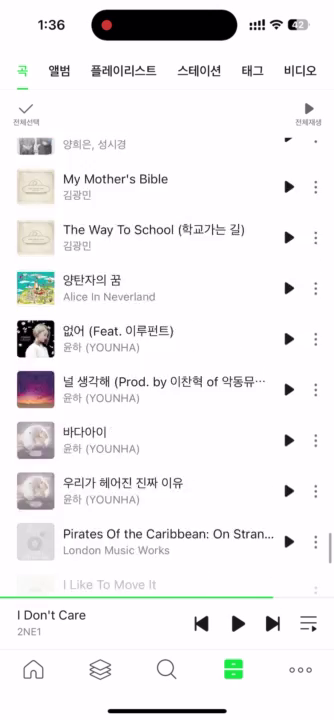 1:36
42
곡 앨범 플레이리스트 스테이션 태그 비디오
전체선택 전체재생
양희은, 성시경
My Mother's Bible
김광민
The Way To School (학교가는 길)
김광민
양탄자의 꿈
Alice In Neverland
없어 (Feat. 이루펀트)
윤하 (YOUNHA)
널 생각해 (Prod. by 이찬혁 of 악동뮤…
윤하 (YOUNHA)
바다아이
윤하 (YOUNHA)
우리가 헤어진 진짜 이유
윤하 (YOUNHA)
Pirates Of the Caribbean: On Stran...
London Music Works
I Like To Move It
I Don't Care
2NE1